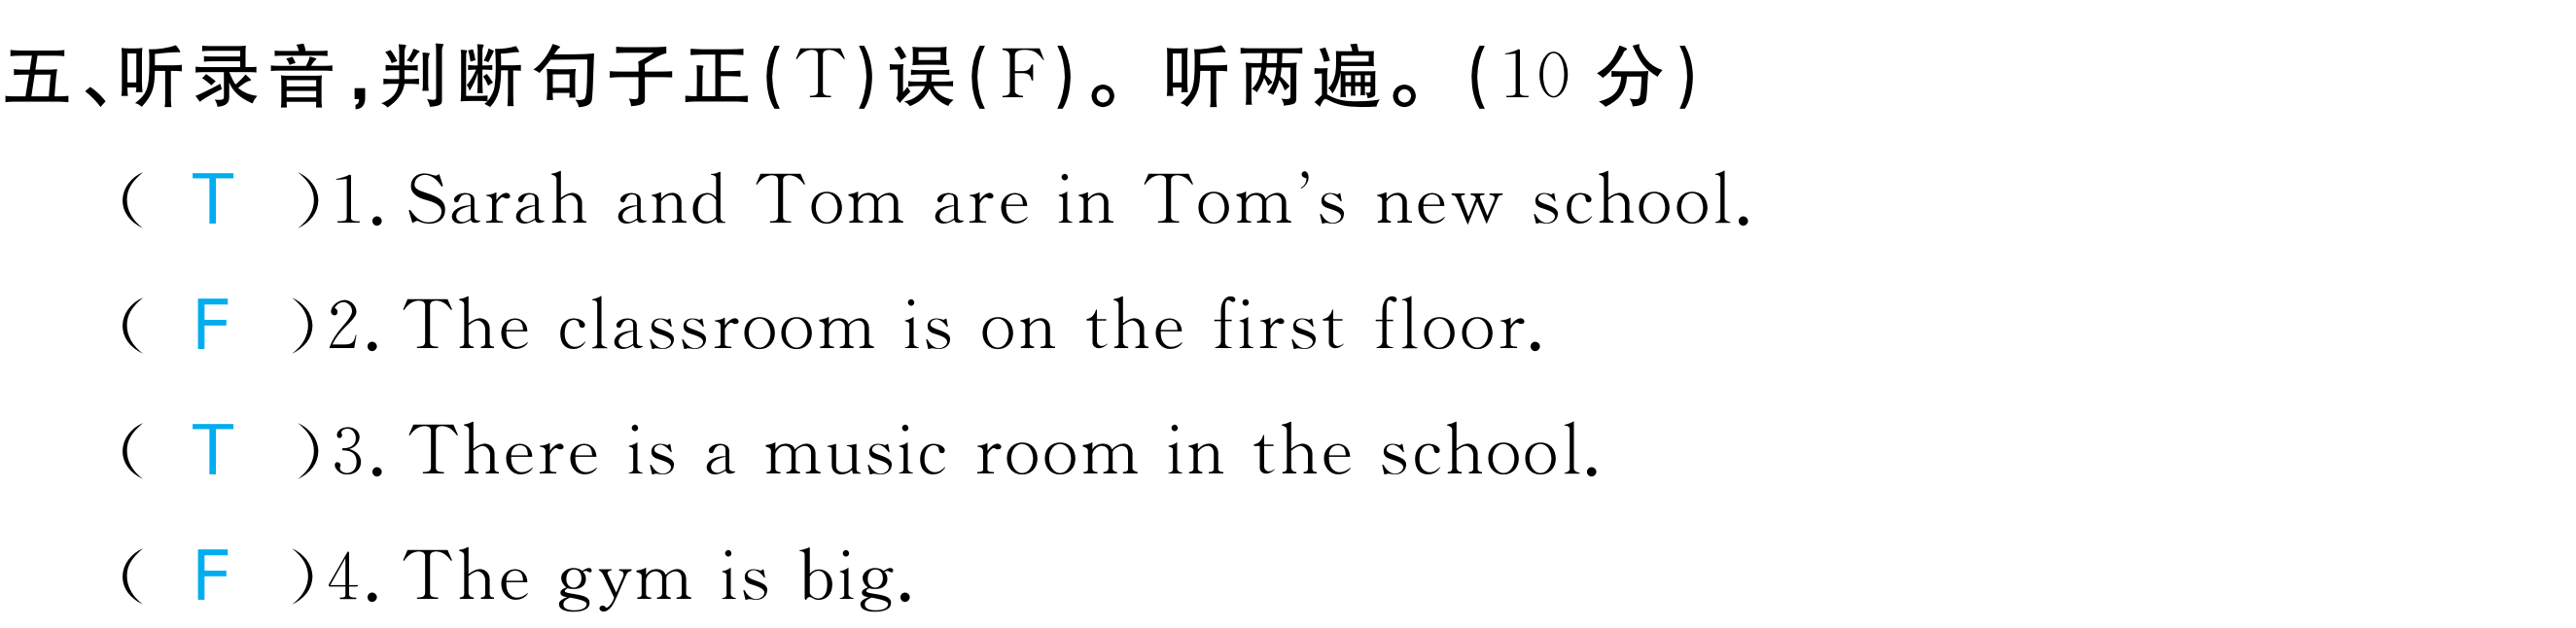 五、听录音,判断句子正(T)误(F)。听两遍。(10 分)
( T )1. Sarah and Tom are in Tom's new school.
( F )2. The classroom is on the first floor.
( T )3. There is a music room in the school.
( F )4. The gym is big.